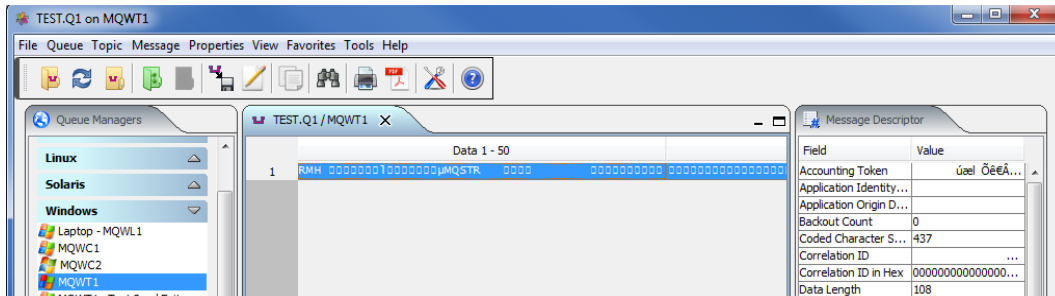 TEST.Q1 on MQWT1
File Queue Topic Message Properties View Favorites Tools Help
Queue Managers
Linux
Solaris
Windows
Laptop - MQWL1
MQWC1
MQWC2
MQWT1
TEST.Q1 / MQWT1
Data 1 - 50
1
Message Descriptor
Field Value
Accounting Token úæl Õê€Â...
Application Identity...
Application Origin D...
Backout Count 0
Coded Character S... 437
Correlation ID ...
Correlation ID in Hex 000000000000000...
Data Length 108